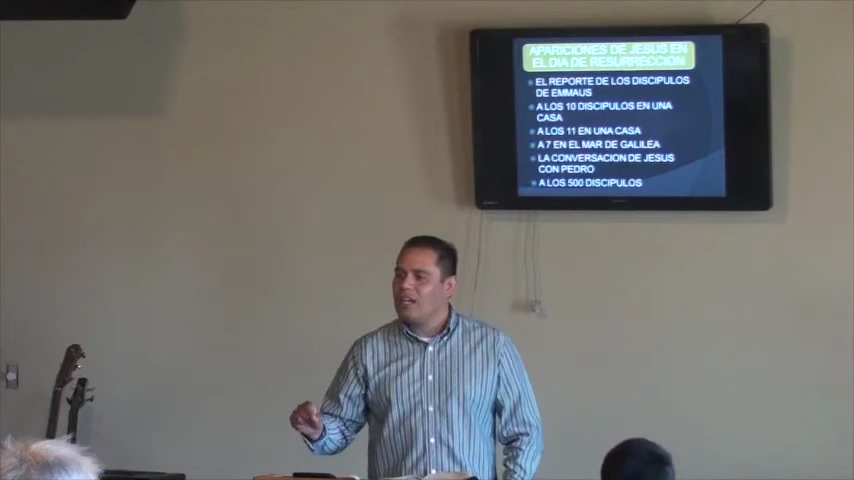 APARICIONES DE JESUS EN
EL DIA DE RESURRECCION
EL REPORTE DE LOS DISCIPULOS
DE EMMAUS
A LOS 10 DISCIPULOS EN UNA
CASA
A LOS 11 EN UNA CASA
A 7 EN EL MAR DE GALILEA
LA CONVERSACION DE JESUS
CON PEDRO
A LOS 500 DISCIPULOS